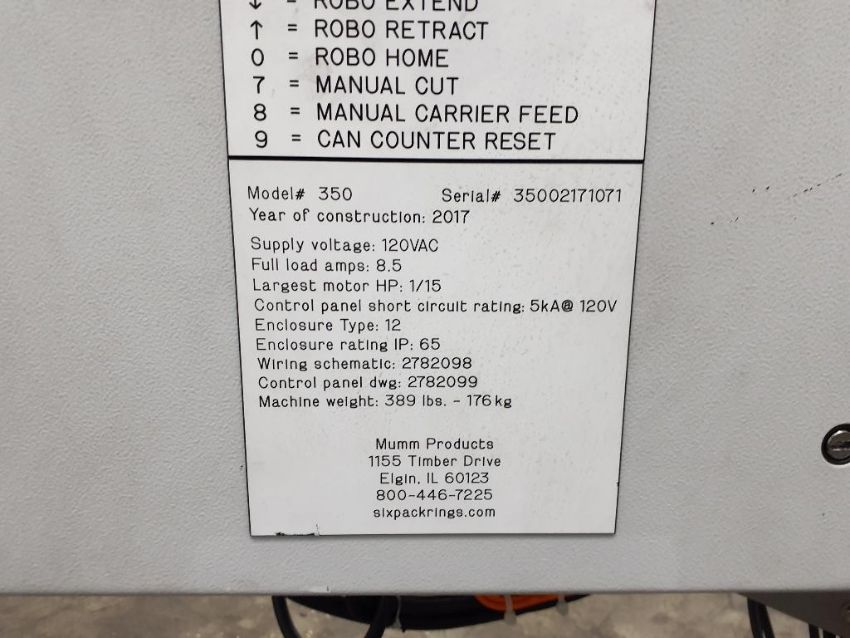 ↓ = ROBO EXTEND
↑ = ROBO RETRACT
0 = ROBO HOME
7 = MANUAL CUT
8 = MANUAL CARRIER FEED
9 = CAN COUNTER RESET
Model# 350 Serial# 35002171071
Year of construction: 2017
Supply voltage: 120VAC
Full load amps: 8.5
Largest motor HP: 1/15
Control panel short circuit rating: 5kA@ 120V
Enclosure Type: 12
Enclosure rating IP: 65
Wiring schematic: 2782098
Control panel dwg: 2782099
Machine weight: 389 lbs. - 176kg
Mumm Products
1155 Timber Drive
Elgin, IL 60123
800-446-7225
sixpackrings.com